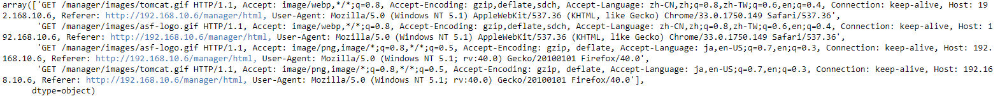 array(['GET /manager/images/tomcat.gif HTTP/1.1, Accept: image/webp,*/*;q=0.8, Accept-Encoding: gzip,deflate,sdch, Accept-Language: zh-CN,zh;q=0.8,zh-TW;q=0.6,en;q=0.4, Connection: keep-alive, Host: 19
2.168.10.6, Referer: http://192.168.10.6/manager/html, User-Agent: Mozilla/5.0 (Windows NT 5.1) AppleWebKit/537.36 (KHTML, like Gecko) Chrome/33.0.1750.149 Safari/537.36',
'GET /manager/images/asf-logo.gif HTTP/1.1, Accept: image/webp,*/*;q=0.8, Accept-Encoding: gzip,deflate,sdch, Accept-Language: zh-CN,zh;q=0.8,zh-TW;q=0.6,en;q=0.4, Connection: keep-alive, Host: 1
92.168.10.6, Referer: http://192.168.10.6/manager/html, User-Agent: Mozilla/5.0 (Windows NT 5.1) AppleWebKit/537.36 (KHTML, like Gecko) Chrome/33.0.1750.149 Safari/537.36',
'GET /manager/images/asf-logo.gif HTTP/1.1, Accept: image/png,image/*;q=0.8,*/*;q=0.5, Accept-Encoding: gzip, deflate, Accept-Language: ja,en-US;q=0.7,en;q=0.3, Connection: keep-alive, Host: 192.
168.10.6, Referer: http://192.168.10.6/manager/html, User-Agent: Mozilla/5.0 (Windows NT 5.1; rv:40.0) Gecko/20100101 Firefox/40.0',
'GET /manager/images/tomcat.gif HTTP/1.1, Accept: image/png,image/*;q=0.8,*/*;q=0.5, Accept-Encoding: gzip, deflate, Accept-Language: ja,en-US;q=0.7,en;q=0.3, Connection: keep-alive, Host: 192.16
8.10.6, Referer: http://192.168.10.6/manager/html, User-Agent: Mozilla/5.0 (Windows NT 5.1; rv:40.0) Gecko/20100101 Firefox/40.0'],
dtype=object)